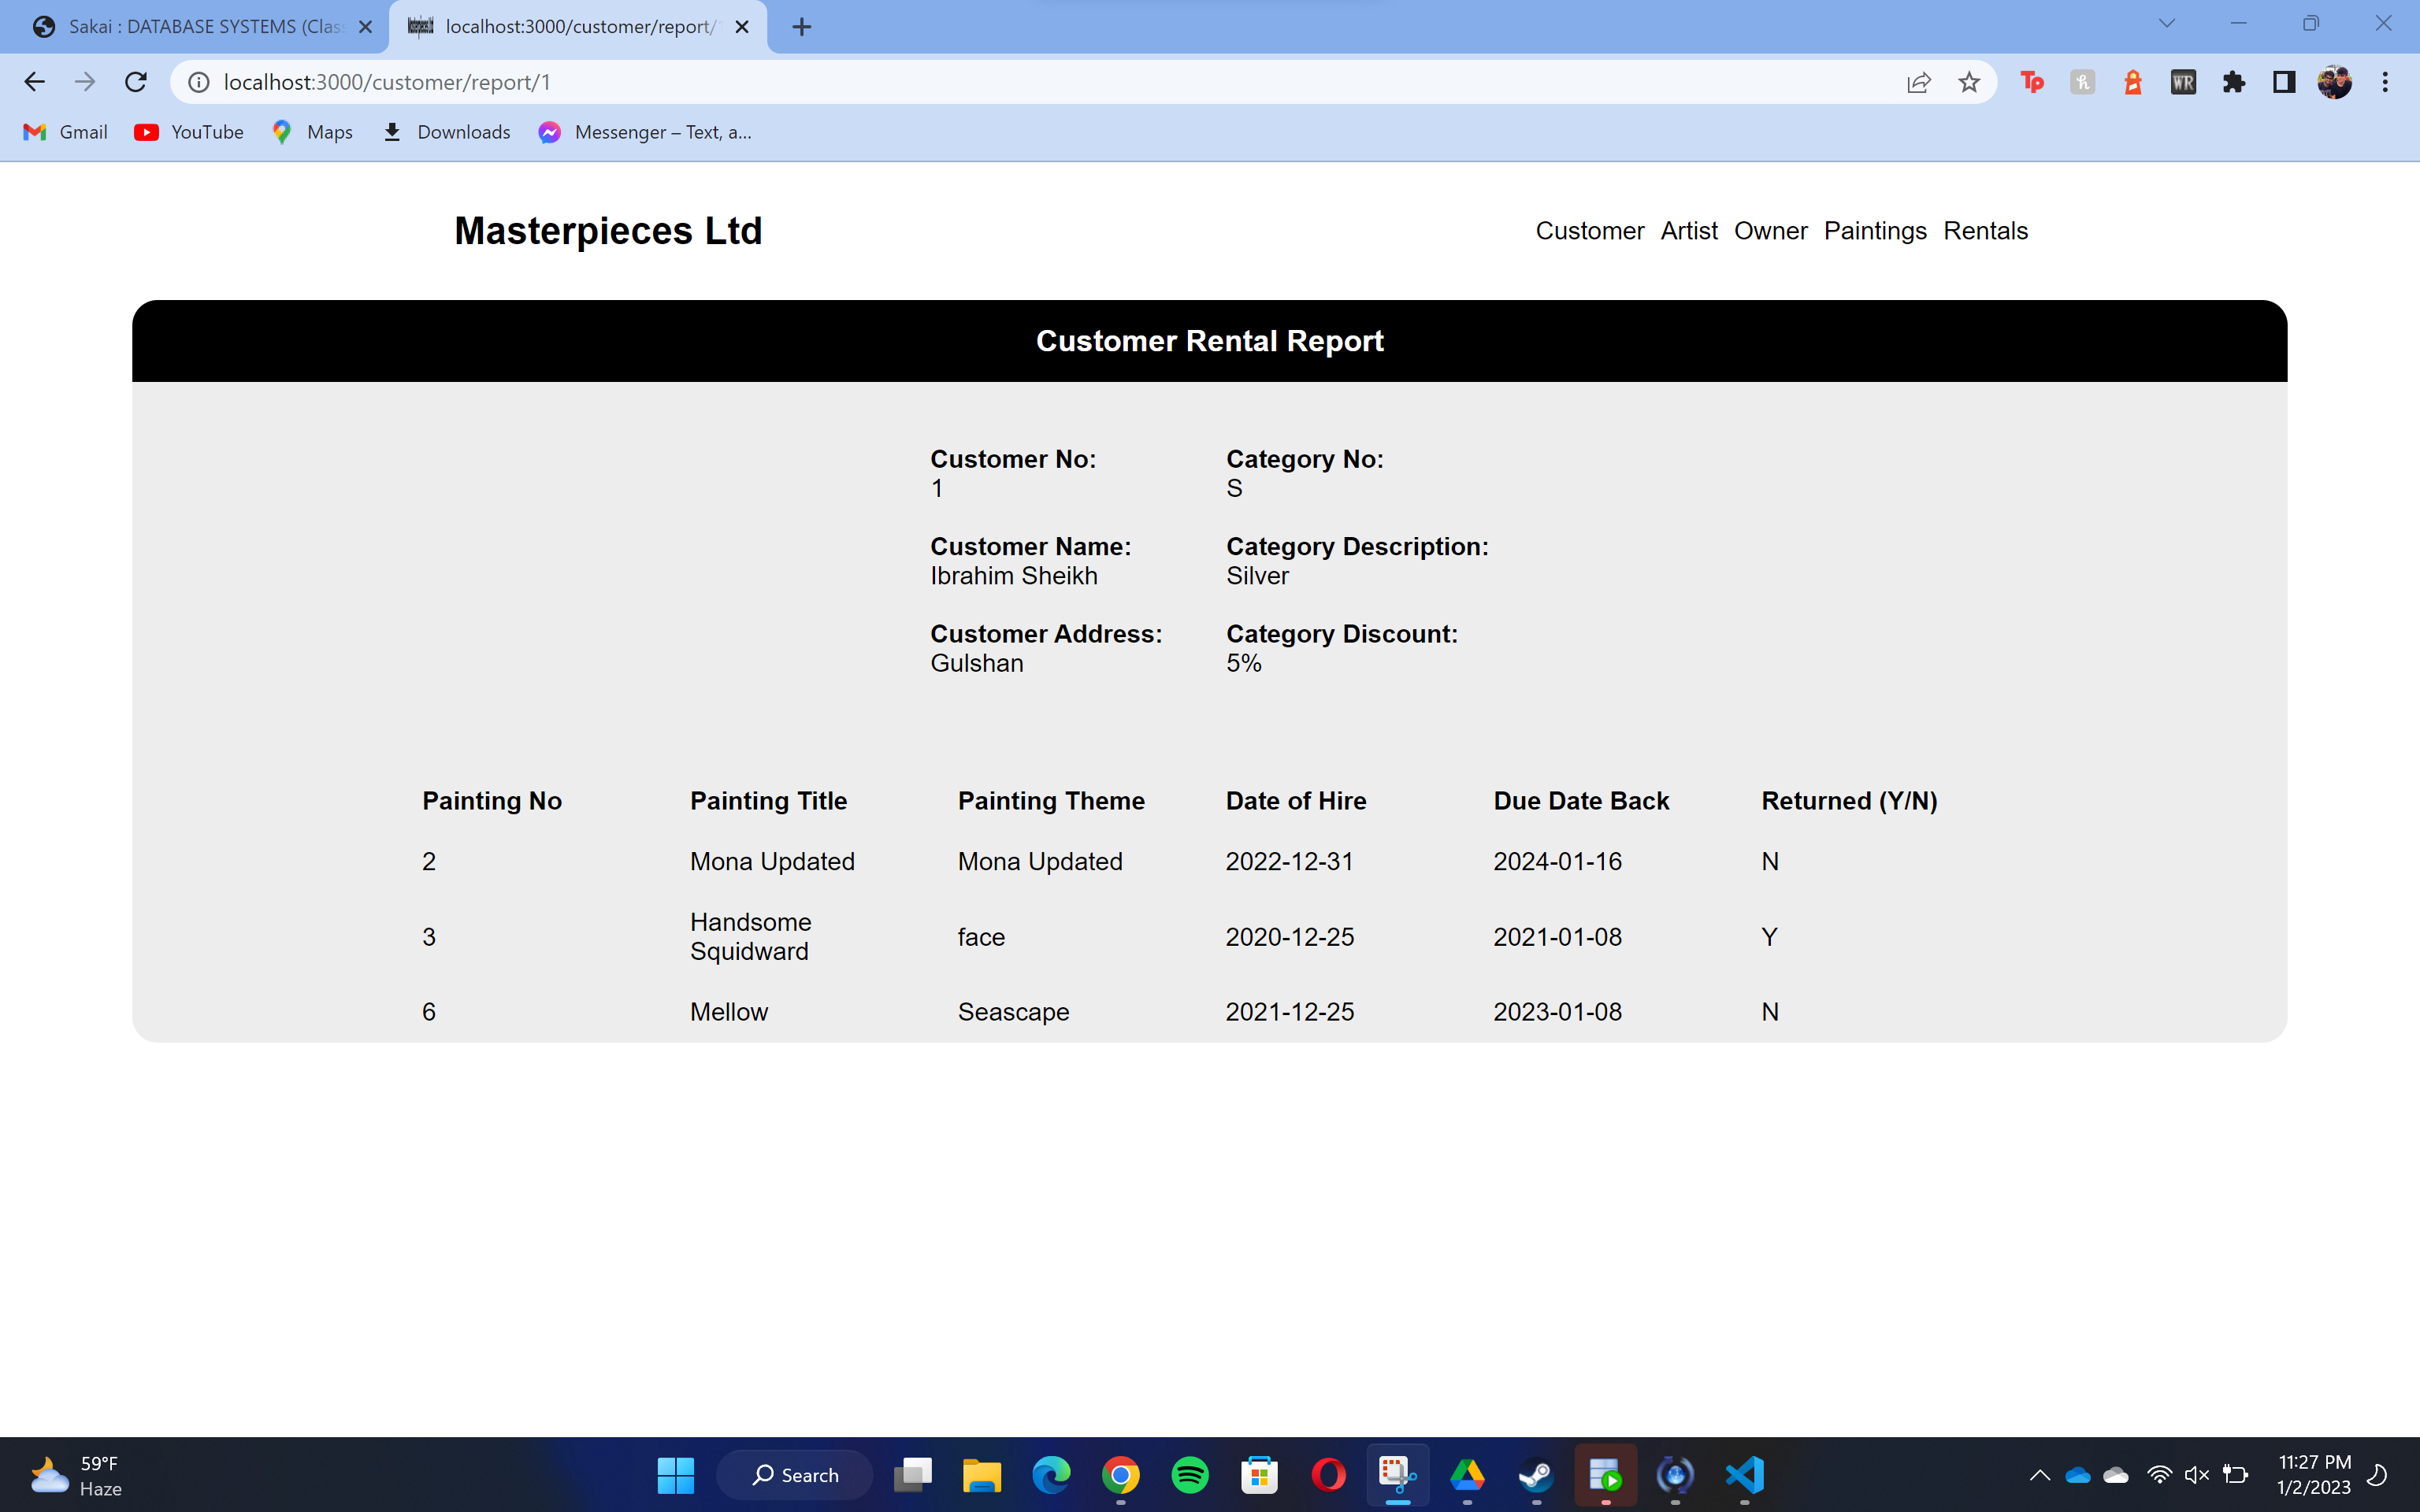 Sakai : DATABASE SYSTEMS (Clas
localhost:3000/customer/report/
localhost:3000/customer/report/1
Tp
h
WR
Gmail
YouTube
Maps
Downloads
Messenger – Text, a...
Masterpieces Ltd
Customer Artist Owner Paintings Rentals
Customer Rental Report
Customer No: Category No:
1 S
Customer Name: Category Description:
Ibrahim Sheikh Silver
Customer Address: Category Discount:
Gulshan 5%
Painting No Painting Title Painting Theme Date of Hire Due Date Back Returned (Y/N)
2 Mona Updated Mona Updated 2022-12-31 2024-01-16 N
3 Handsome Squidward face 2020-12-25 2021-01-08 Y
6 Mellow Seascape 2021-12-25 2023-01-08 N
59°F
Haze
Search
11:27 PM
1/2/2023